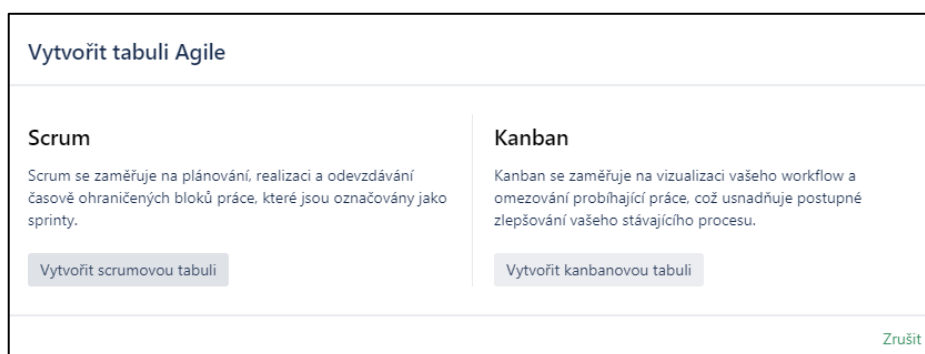 Vytvořit tabuli Agile
Scrum
Scrum se zaměřuje na plánování, realizaci a odevzdávání
časově ohraničených bloků práce, které jsou označovány jako
sprinty.
Vytvořit scrumovou tabuli
Kanban
Kanban se zaměřuje na vizualizaci vašeho workflow a
omezování probíhající práce, což usnadňuje postupné
zlepšování vašeho stávajícího procesu.
Vytvořit kanbanovou tabuli
Zrušit